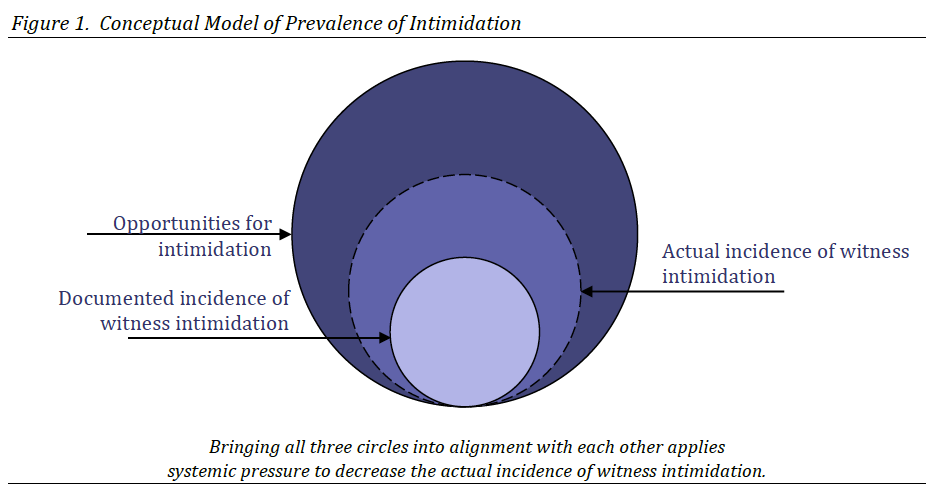 Figure 1. Conceptual Model of Prevalence of Intimidation
Opportunities for
intimidation
Actual incidence of witness
intimidation
Documented incidence of
witness intimidation
Bringing all three circles into alignment with each other applies
systemic pressure to decrease the actual incidence of witness intimidation.